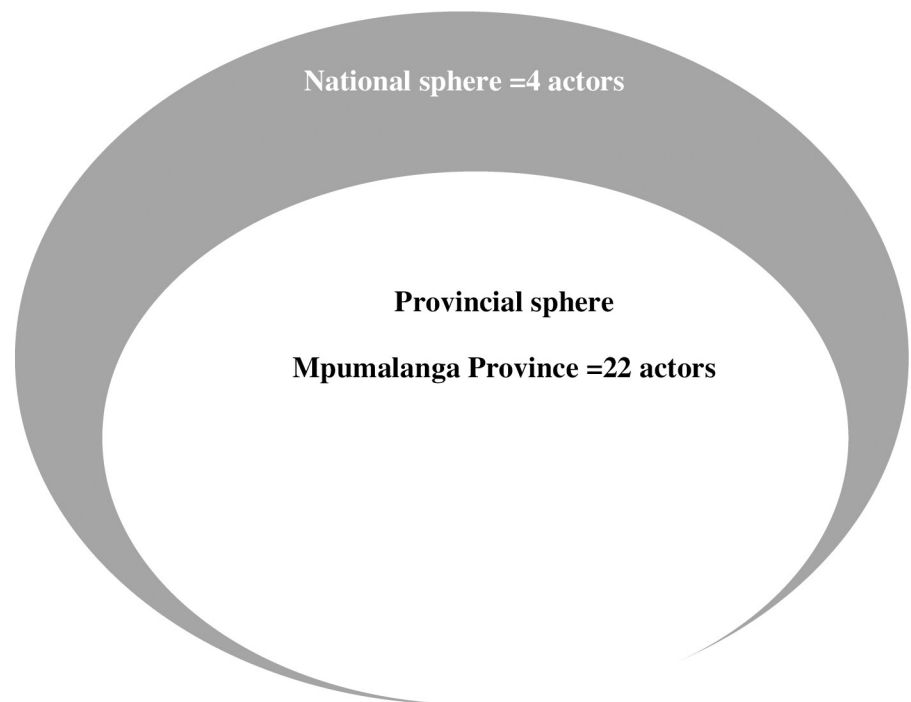 National sphere =4 actors
Provincial sphere
Mpumalanga Province =22 actors